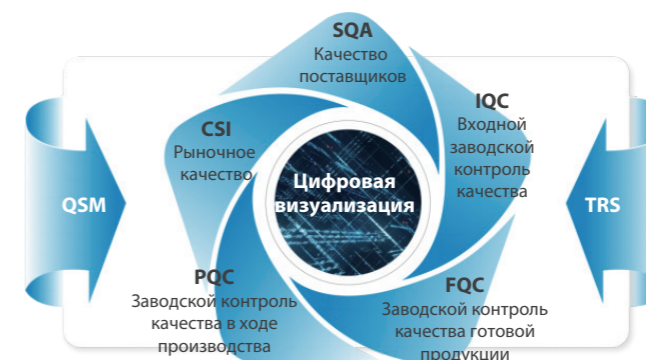 SQA
Качество
поставщиков
IQC
Входной
заводской
контроль
качества
CSI
Рыночное
качество
Цифровая
визуализация
QSM
TRS
PQC
Заводской контроль
качества в ходе
производства
FQC
Заводской контроль
качества готовой
продукции